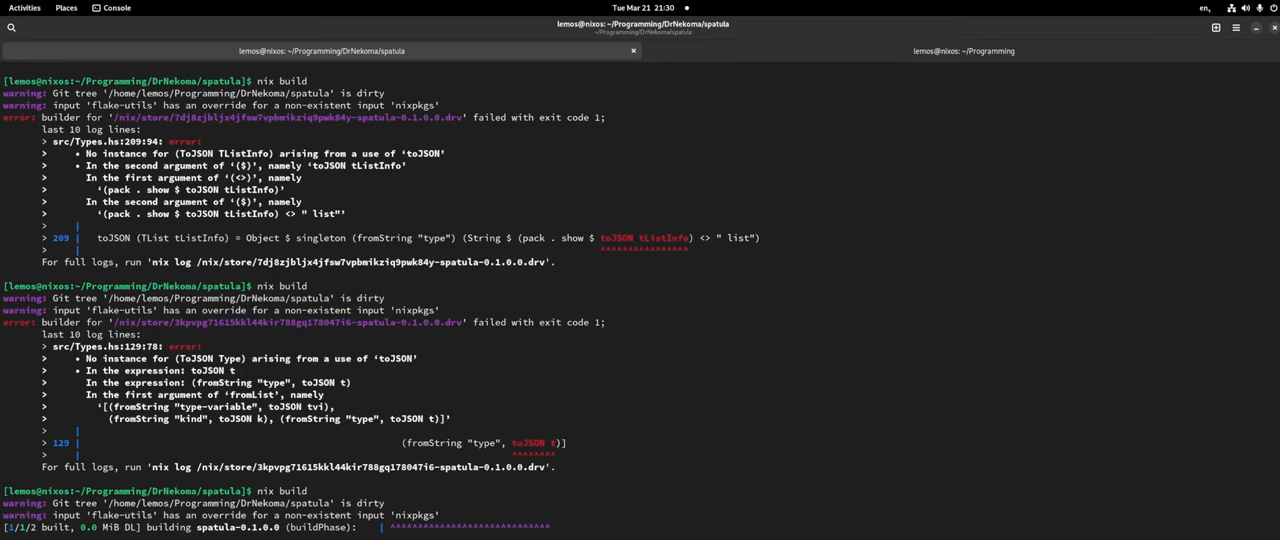 Activities Places Console Tue Mar 21 21:30 en,
lemos@nixos: ~/Programming/DrNekoma/spatula
~/Programming/DrNekoma/spatula
lemos@nixos: ~/Programming/DrNekoma/spatula × lemos@nixos: ~/Programming
[lemos@nixos:~/Programming/DrNekoma/spatula]$ nix build
warning: Git tree '/home/lemos/Programming/DrNekoma/spatula' is dirty
warning: input 'flake-utils' has an override for a non-existent input 'nixpkgs'
error: builder for '/nix/store/7dj8zjbljx4jfsw7vpbmikziq9pwk84y-spatula-0.1.0.0.drv' failed with exit code 1;
last 10 log lines:
> src/Types.hs:209:94: error:
> • No instance for (ToJSON TListInfo) arising from a use of ‘toJSON’
> • In the second argument of ‘($)’, namely ‘toJSON tListInfo’
> In the first argument of ‘(<>)’, namely
> ‘(pack . show $ toJSON tListInfo)’
> In the second argument of ‘($)’, namely
> ‘(pack . show $ toJSON tListInfo) <> " list"’
> |
> 209 | toJSON (TList tListInfo) = Object $ singleton (fromString "type") (String $ (pack . show $ toJSON tListInfo) <> " list")
> | ^^^^^^^^^^^^^^^^
For full logs, run 'nix log /nix/store/7dj8zjbljx4jfsw7vpbmikziq9pwk84y-spatula-0.1.0.0.drv'.
[lemos@nixos:~/Programming/DrNekoma/spatula]$ nix build
warning: Git tree '/home/lemos/Programming/DrNekoma/spatula' is dirty
warning: input 'flake-utils' has an override for a non-existent input 'nixpkgs'
error: builder for '/nix/store/3kpvpg71615kkl44kir788gq178047i6-spatula-0.1.0.0.drv' failed with exit code 1;
last 10 log lines:
> src/Types.hs:129:78: error:
> • No instance for (ToJSON Type) arising from a use of ‘toJSON’
> • In the expression: toJSON t
> In the expression: (fromString "type", toJSON t)
> In the first argument of ‘fromList’, namely
> ‘[(fromString "type-variable", toJSON tvi),
> (fromString "kind", toJSON k), (fromString "type", toJSON t)]’
> |
> 129 | (fromString "type", toJSON t)]
> | ^^^^^^^^
For full logs, run 'nix log /nix/store/3kpvpg71615kkl44kir788gq178047i6-spatula-0.1.0.0.drv'.
[lemos@nixos:~/Programming/DrNekoma/spatula]$ nix build
warning: Git tree '/home/lemos/Programming/DrNekoma/spatula' is dirty
warning: input 'flake-utils' has an override for a non-existent input 'nixpkgs'
[1/1/2 built, 0.0 MiB DL] building spatula-0.1.0.0 (buildPhase): | ^^^^^^^^^^^^^^^^^^^^^^^^^^^^^^